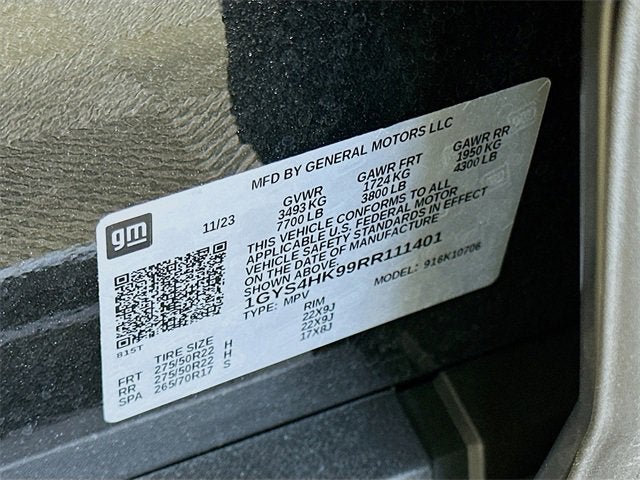 MFD BY GENERAL MOTORS LLC
gm
11/23
GVWR GAWR FRT GAWR RR
3493 KG 1724 KG 1950 KG
7700 LB 3800 LB 4300 LB
THIS VEHICLE CONFORMS TO ALL
APPLICABLE U.S. FEDERAL MOTOR
VEHICLE SAFETY STANDARDS IN EFFECT
ON THE DATE OF MANUFACTURE
SHOWN ABOVE.
1GYS4HK99RR111401
TYPE: MPV MODEL: 916K10706
815T
TIRE SIZE RIM
FRT 275/50R22 H 22X9J
RR 275/50R22 H 22X9J
SPA 265/70R17 S 17X8J